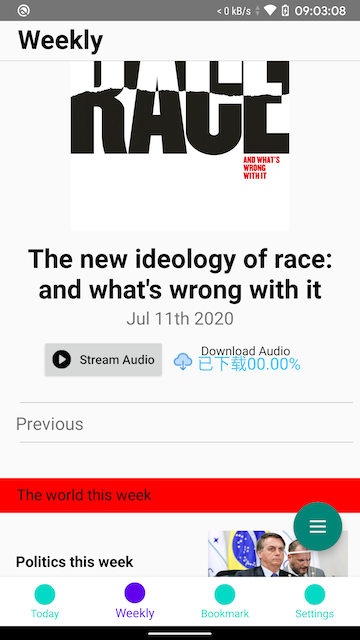 < 0 kB/s 09:03:08
Weekly
RACE
AND WHAT'S
WRONG
WITH IT
The new ideology of race:
and what's wrong with it
Jul 11th 2020
Stream Audio
Download Audio
已下载00.00%
Previous
The world this week
Politics this week
Today
Weekly
Bookmark
Settings